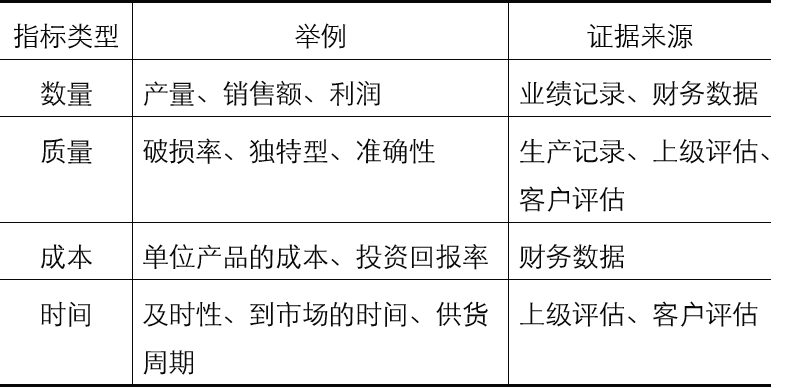 指标类型 举例 证据来源
数量 产量、销售额、利润 业绩记录、财务数据
质量 破损率、独特型、准确性 生产记录、上级评估、
客户评估
成本 单位产品的成本、投资回报率 财务数据
时间 及时性、到市场的时间、供货 上级评估、客户评估
周期